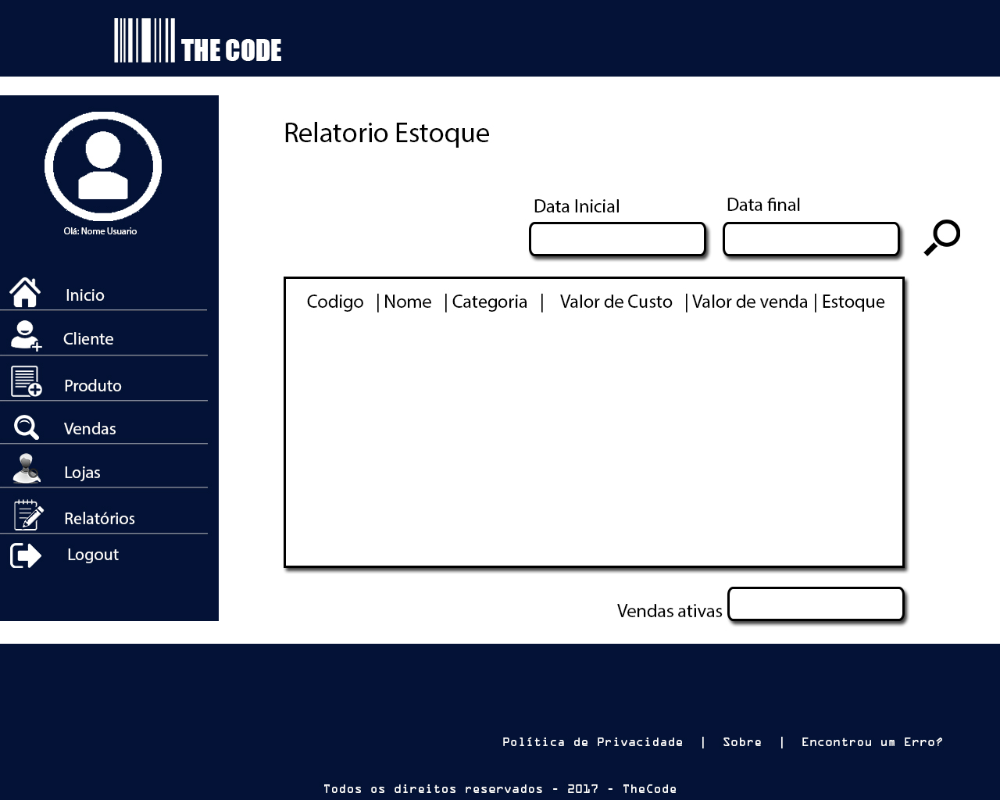 THE CODE
Olá: Nome Usuario
Inicio
Cliente
Produto
Vendas
Lojas
Relatórios
Logout
Relatorio Estoque
Data Inicial
Data final
Codigo | Nome | Categoria | Valor de Custo | Valor de venda | Estoque
Vendas ativas
Política de Privacidade | Sobre | Encontrou um Erro?
Todos os direitos reservados - 2017 - TheCode